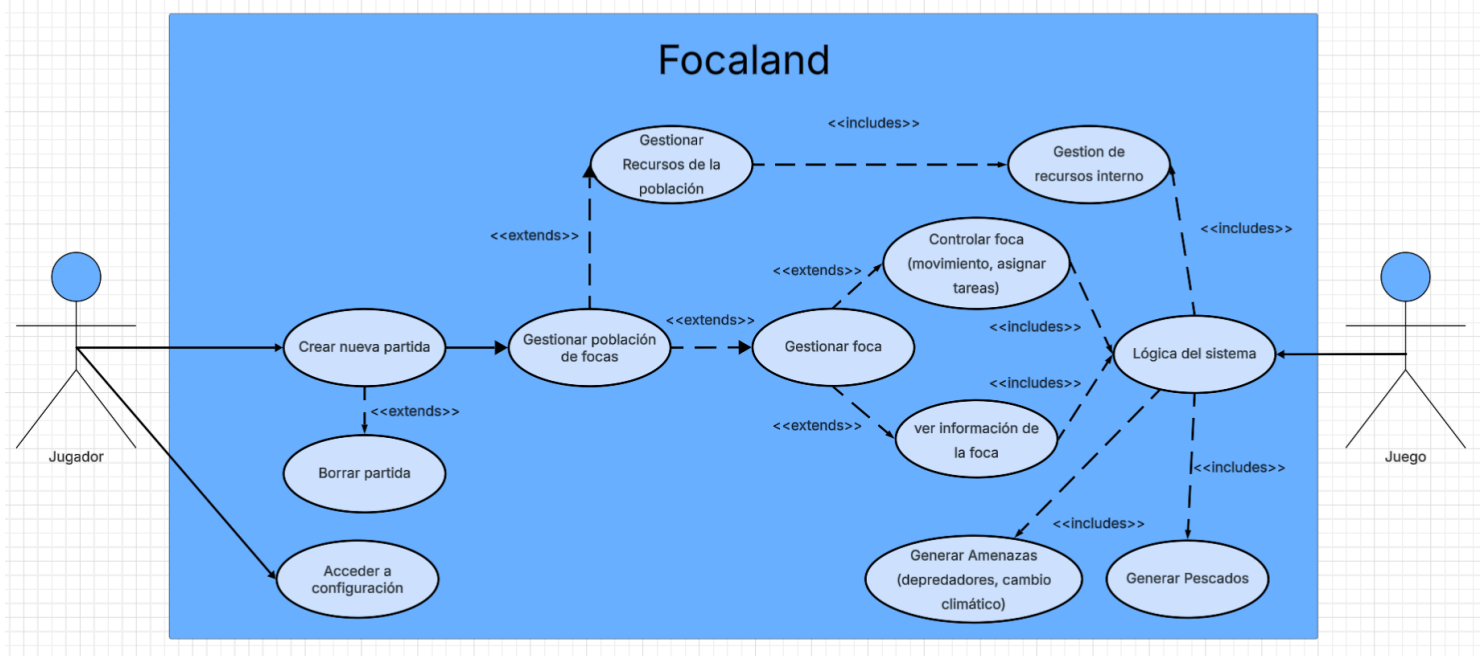 Focaland
<<includes>>
Gestionar
Recursos de la
población
Gestion de
recursos interno
<<extends>>
<<includes>>
Controlar foca
(movimiento, asignar
tareas)
<<extends>>
<<extends>>
<<includes>>
Crear nueva partida
Gestionar población
de focas
Gestionar foca
Lógica del sistema
<<extends>>
<<includes>>
<<extends>>
ver información de
la foca
Jugador
Juego
Borrar partida
<<includes>>
<<includes>>
Acceder a
configuración
Generar Amenazas
(depredadores, cambio
climático)
Generar Pescados